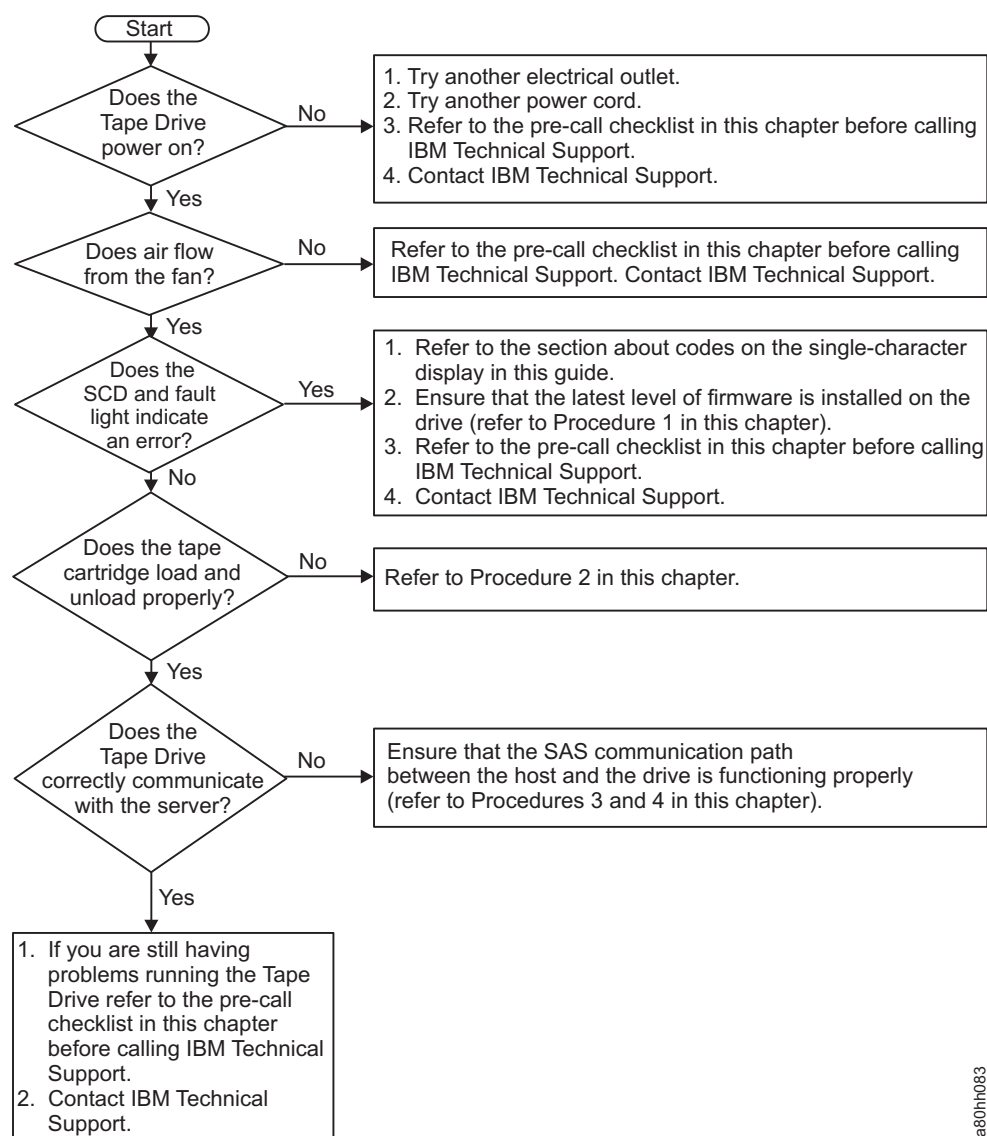 Start
Does the
Tape Drive
power on?
No
1. Try another electrical outlet.
2. Try another power cord.
3. Refer to the pre-call checklist in this chapter before calling
IBM Technical Support.
4. Contact IBM Technical Support.
Yes
Does air flow
from the fan?
No
Refer to the pre-call checklist in this chapter before calling
IBM Technical Support. Contact IBM Technical Support.
Yes
Does the
SCD and fault
light indicate
an error?
Yes
1. Refer to the section about codes on the single-character
display in this guide.
2. Ensure that the latest level of firmware is installed on the
drive (refer to Procedure 1 in this chapter).
3. Refer to the pre-call checklist in this chapter before calling
IBM Technical Support.
4. Contact IBM Technical Support.
No
Does the tape
cartridge load and
unload properly?
No
Refer to Procedure 2 in this chapter.
Yes
Does the
Tape Drive
correctly communicate
with the server?
No
Ensure that the SAS communication path
between the host and the drive is functioning properly
(refer to Procedures 3 and 4 in this chapter).
Yes
1. If you are still having
problems running the Tape
Drive refer to the pre-call
checklist in this chapter
before calling IBM Technical
Support.
2. Contact IBM Technical
Support.
a80hh083